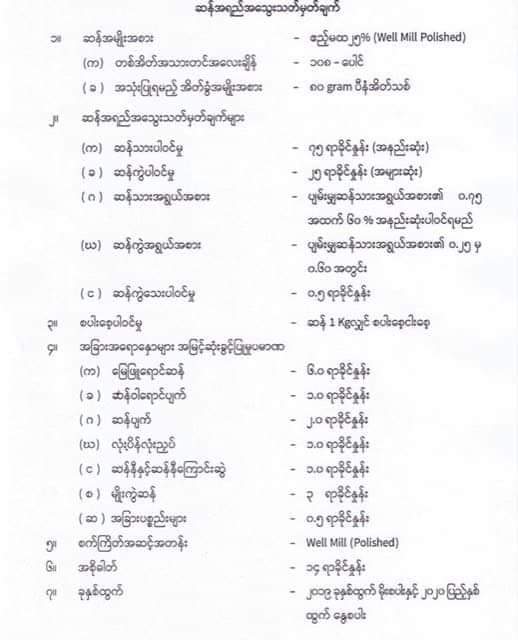 ဆန်အရည်အသွေးသတ်မှတ်ချက်
၁။ ဆန်အမျိုးအစား - ဧည့်မထ၂၅% (Well Mill Polished)
(က) တစ်အိတ်အသားတင်အလေးချိန် - ၁၀၈ – ပေါင်
( ခ ) အသုံးပြုရမည့် အိတ်ခွံအမျိုးအစား - ၈၀ gram ပီနံအိတ်သစ်
၂။ ဆန်အရည်အသွေးသတ်မှတ်ချက်များ
(က) ဆန်သားပါဝင်မှု - ၇၅ ရာခိုင်နှုန်း (အနည်းဆုံး)
( ခ ) ဆန်ကွဲပါဝင်မှု - ၂၅ ရာခိုင်နှုန်း (အများဆုံး)
( ဂ ) ဆန်သားအရွယ်အစား - ပျမ်းမျှဆန်သားအရွယ်အစား၏ ၀.၇၅
အထက် ၆၀ % အနည်းဆုံးပါဝင်ရမည်
(ဃ) ဆန်ကွဲအရွယ်အစား - ပျမ်းမျှဆန်သားအရွယ်အစား၏ ၀.၂၅ မှ
၀.၆၀ အတွင်း
( င ) ဆန်ကွဲသေးပါဝင်မှု - ၀.၅ ရာခိုင်နှုန်း
၃။ စပါးစေ့ပါဝင်မှု - ဆန် 1 Kgလျှင် စပါးစေ့ငါးစေ့
၄။ အခြားအရောနှောများ အမြင့်ဆုံးခွင့်ပြုမှုပမာဏ
(က) မြေဖြူရောင်ဆန် - ၆.၀ ရာခိုင်နှုန်း
( ခ ) ဆန်ဝါရောင်ပျက် - ၁.၀ ရာခိုင်နှုန်း
( ဂ ) ဆန်ပျက် - ၂.၀ ရာခိုင်နှုန်း
(ဃ) လုံးပိန်လုံးညှပ် - ၁.၀ ရာခိုင်နှုန်း
( င ) ဆန်နီနှင့်ဆန်နီကြောင်းဆွဲ - ၁.၀ ရာခိုင်နှုန်း
( စ ) မျိုးကွဲဆန် - ၃ ရာခိုင်နှုန်း
( ဆ ) အခြားပစ္စည်းများ - ၀.၅ ရာခိုင်နှုန်း
၅။ စက်ကြိတ်အဆင့်အတန်း - Well Mill (Polished)
၆။ အစိုဓါတ် - ၁၄ ရာခိုင်နှုန်း
၇။ ခုနှစ်ထွက် - ၂၀၁၉ ခုနှစ်ထွက် မိုးစပါးနှင့် ၂၀၂၀ ပြည့်နှစ်
ထွက် နွေစပါး